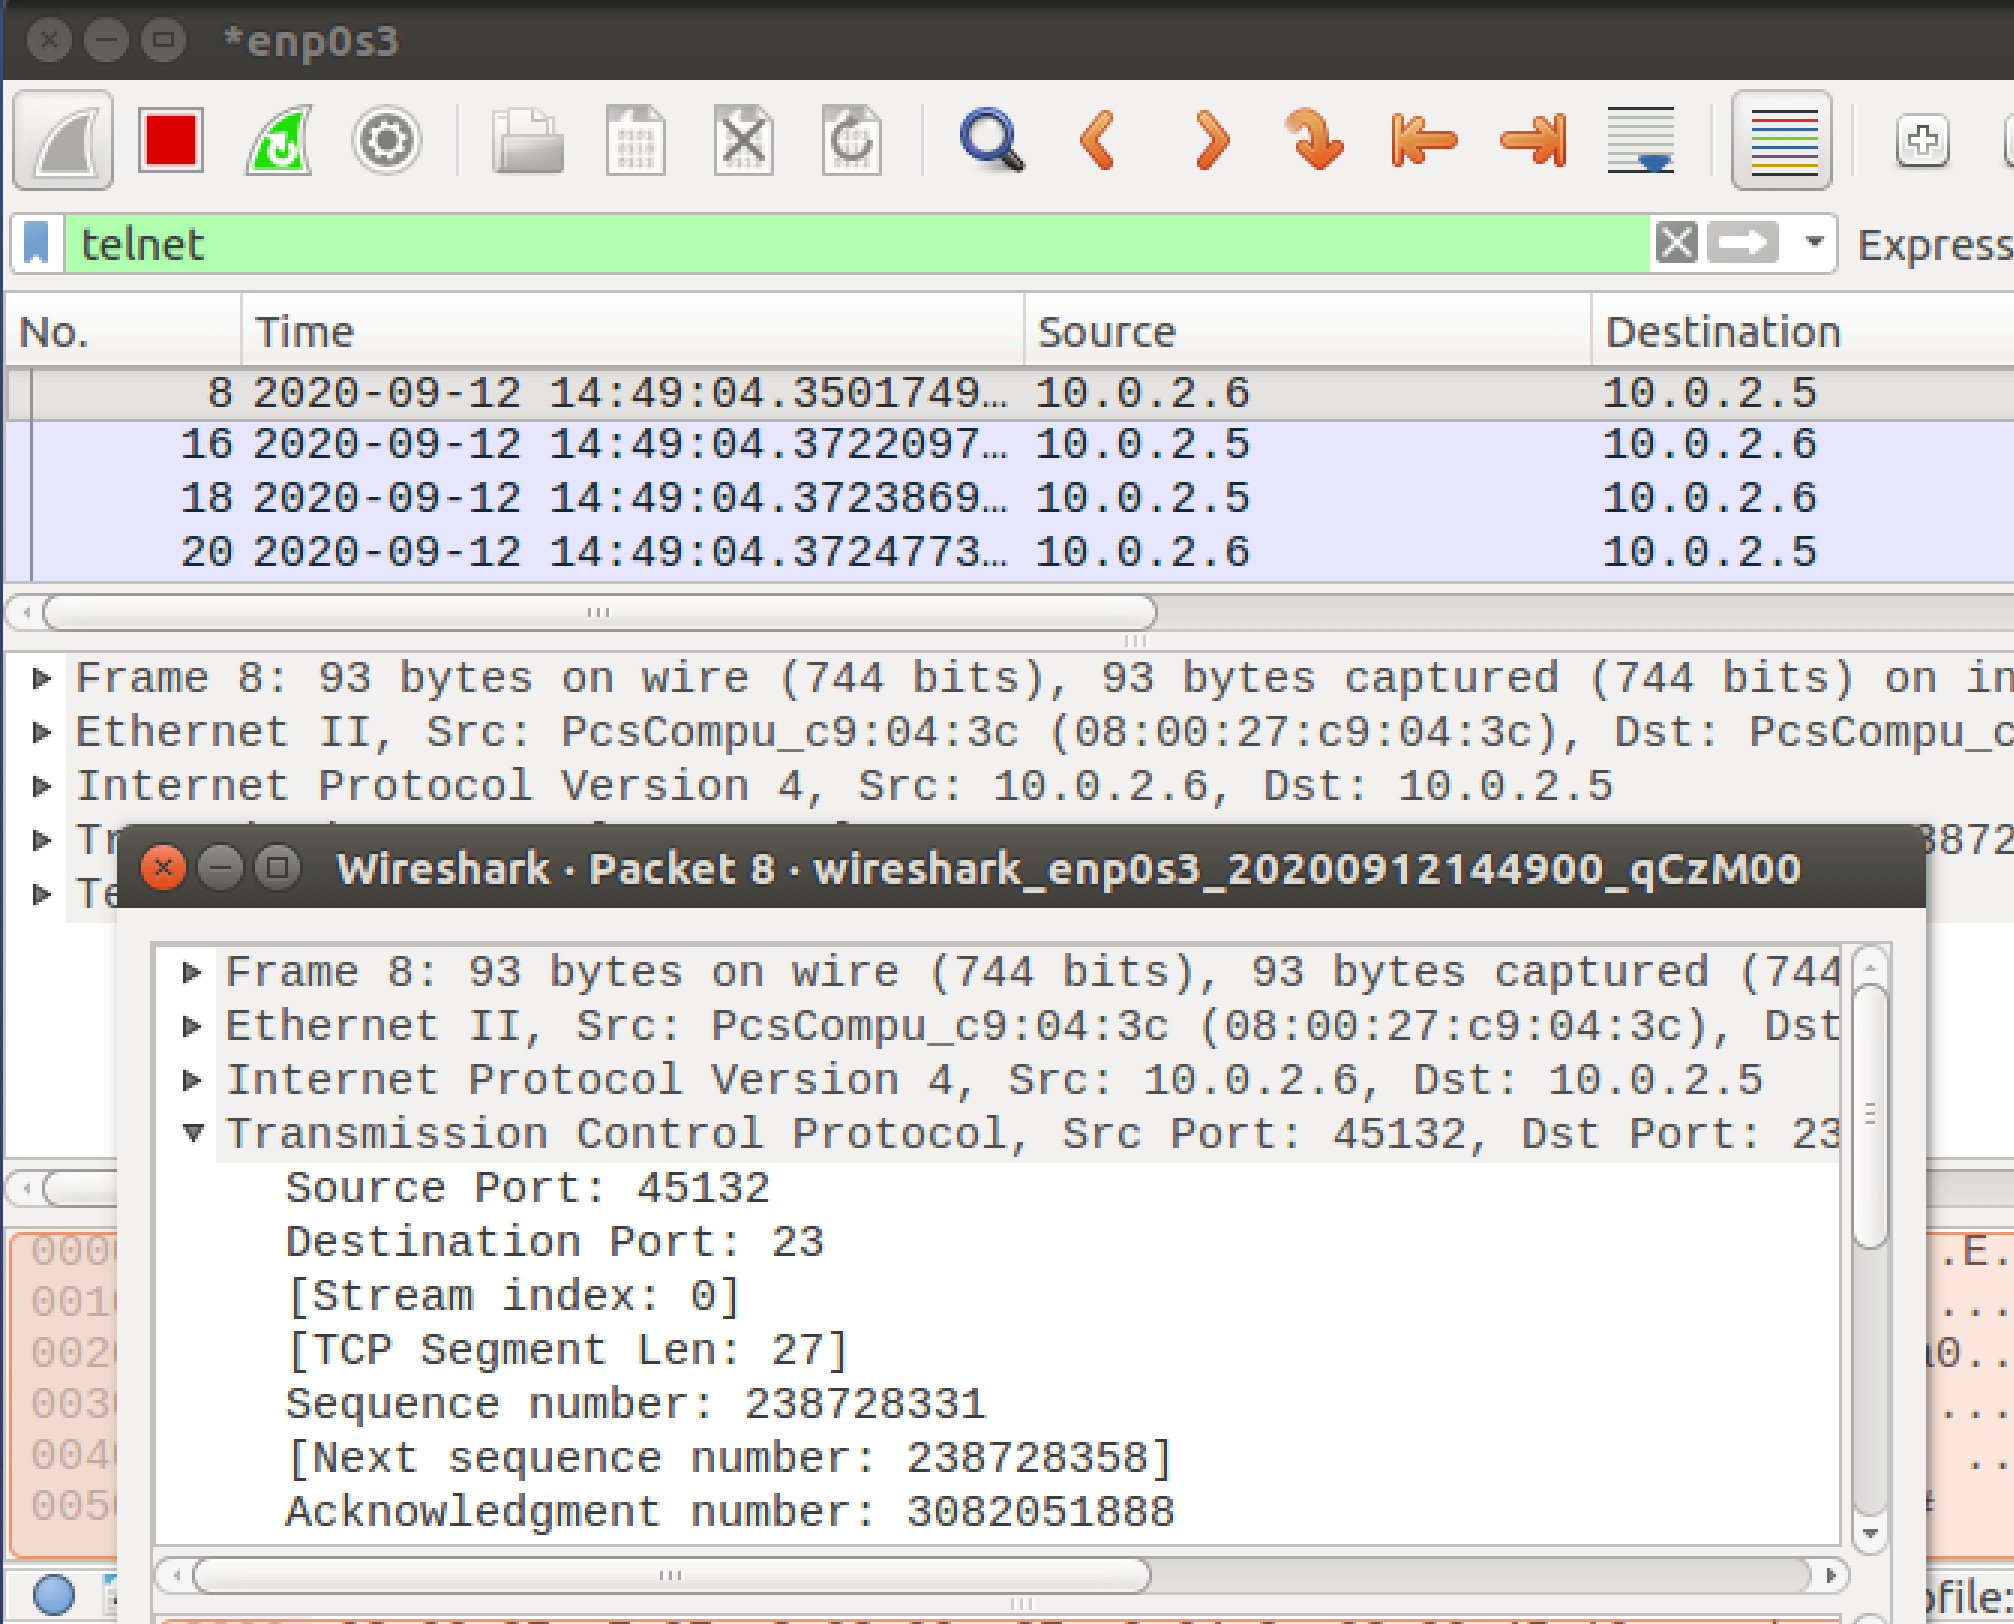 *enp0s3
telnet
Express
No. Time Source Destination
8 2020-09-12 14:49:04.3501749… 10.0.2.6 10.0.2.5
16 2020-09-12 14:49:04.3722097… 10.0.2.5 10.0.2.6
18 2020-09-12 14:49:04.3723869… 10.0.2.5 10.0.2.6
20 2020-09-12 14:49:04.3724773… 10.0.2.6 10.0.2.5
Frame 8: 93 bytes on wire (744 bits), 93 bytes captured (744 bits) on in
Ethernet II, Src: PcsCompu_c9:04:3c (08:00:27:c9:04:3c), Dst: PcsCompu_c
Internet Protocol Version 4, Src: 10.0.2.6, Dst: 10.0.2.5
Tr 3872
Te
Wireshark · Packet 8 · wireshark_enp0s3_20200912144900_qCzM00
Frame 8: 93 bytes on wire (744 bits), 93 bytes captured (744
Ethernet II, Src: PcsCompu_c9:04:3c (08:00:27:c9:04:3c), Dst
Internet Protocol Version 4, Src: 10.0.2.6, Dst: 10.0.2.5
Transmission Control Protocol, Src Port: 45132, Dst Port: 23
Source Port: 45132
Destination Port: 23
[Stream index: 0]
[TCP Segment Len: 27]
Sequence number: 238728331
[Next sequence number: 238728358]
Acknowledgment number: 3082051888
000 .E.
001 ...
002 0..
003 ...
004 ..
005
ofile: